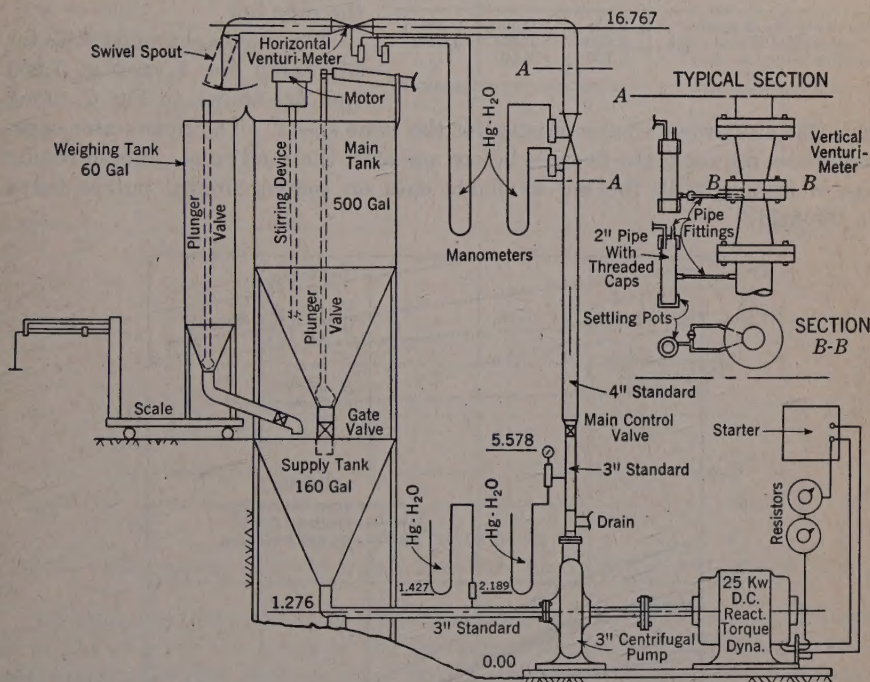 16.767
Swivel Spout
Horizontal
Venturi-Meter
A
TYPICAL SECTION
A
Motor
Weighing Tank
60 Gal
Main
Tank
500 Gal
Plunger
Valve
Stirring Device
Plunger
Valve
Hg-H₂O
Manometers
A
Vertical
Venturi-
Meter
B
B
Pipe
Fittings
2" Pipe
With
Threaded
Caps
Settling Pots
SECTION
B-B
4" Standard
Scale
Gate
Valve
Main Control
Valve
Starter
5.578
3" Standard
Supply Tank
160 Gal
Resistors
Hg-H₂O
Hg-H₂O
Drain
1.427
2.189
1.276
3" Standard
25 Kw
D.C.
React.
Torque
Dyna.
3" Centrifugal
Pump
0.00